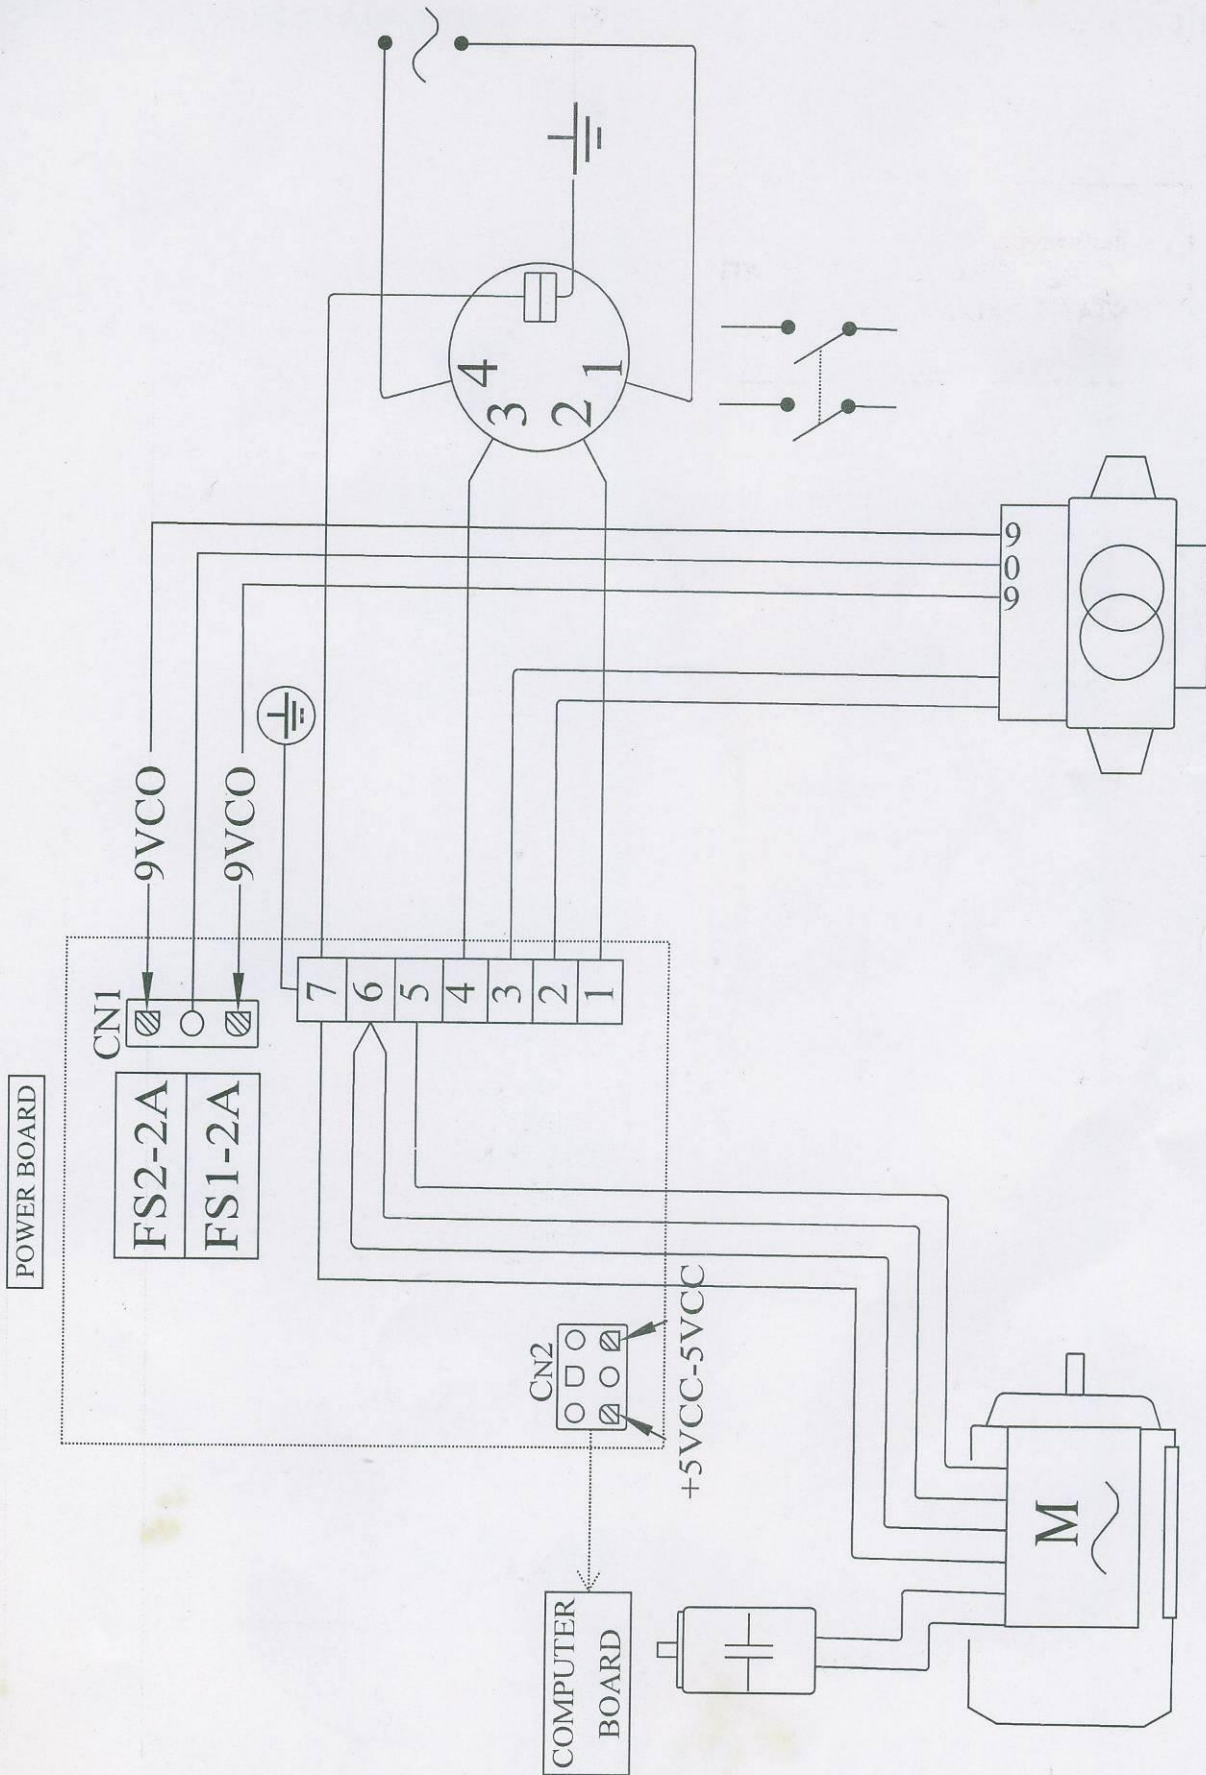 POWER BOARD
CN1
9VCO
9VCO
FS2-2A
FS1-2A
7
6
5
4
3
2
1
4
3
2
1
9
0
9
CN2
+5VCC-5VCC
COMPUTER
BOARD
M